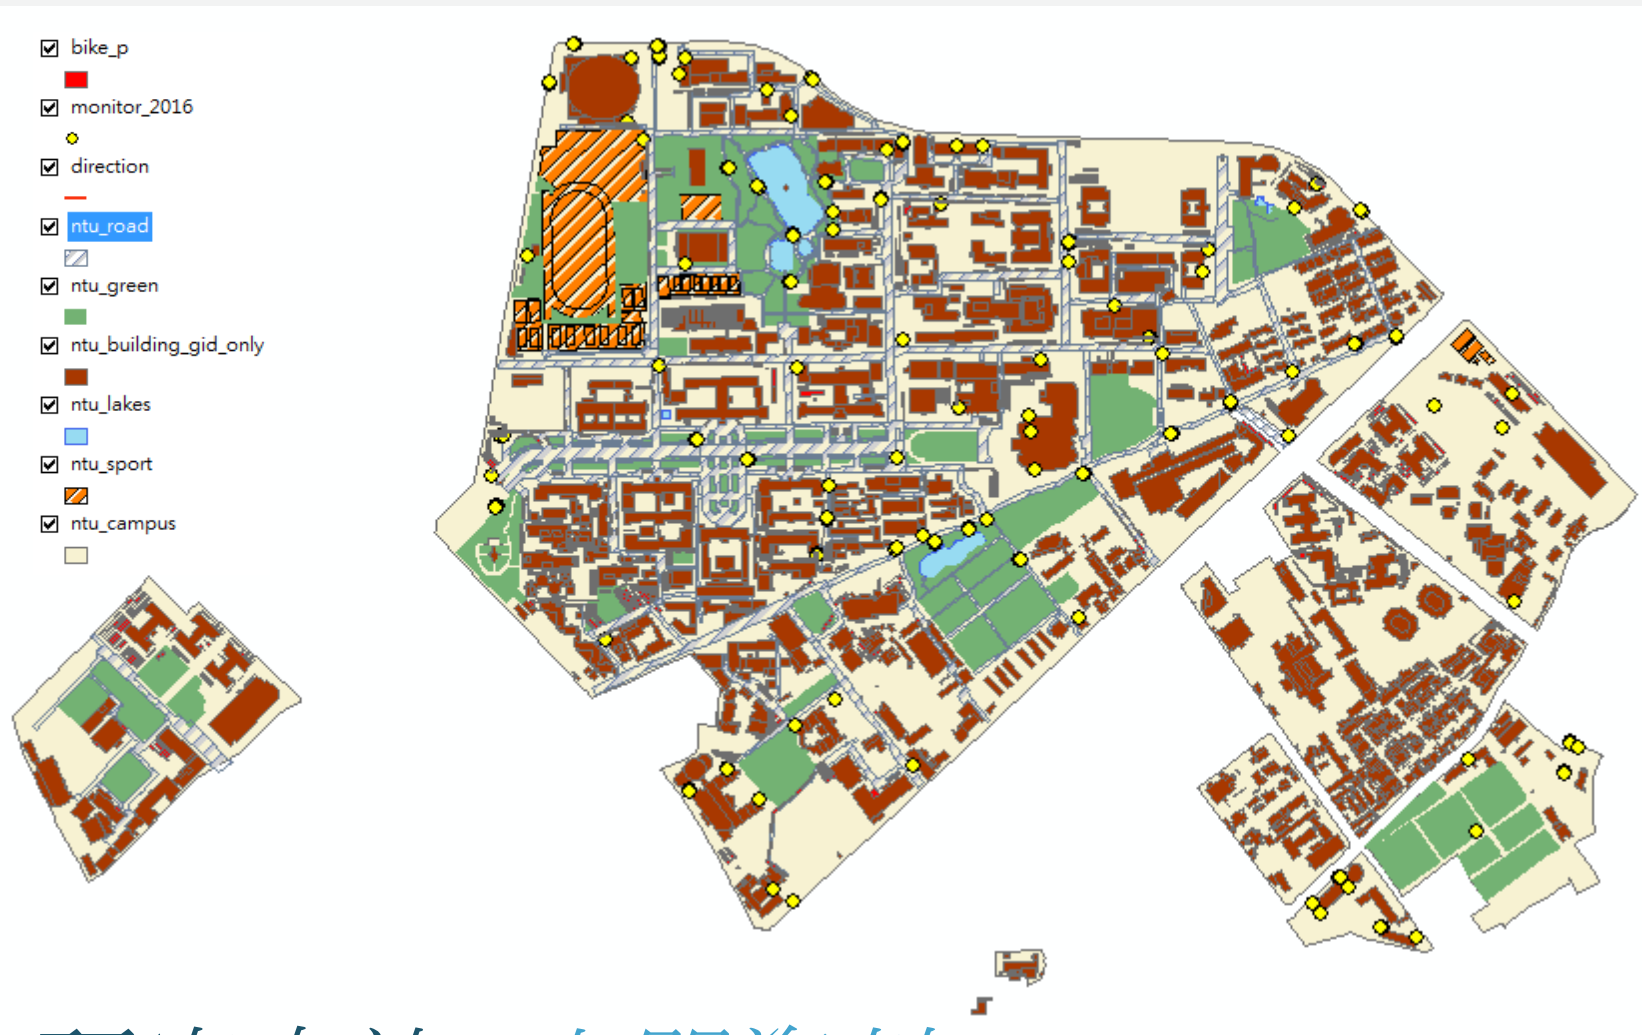 bike_p
monitor_2016
direction
ntu_road
ntu_green
ntu_building_gid_only
ntu_lakes
ntu_sport
ntu_campus